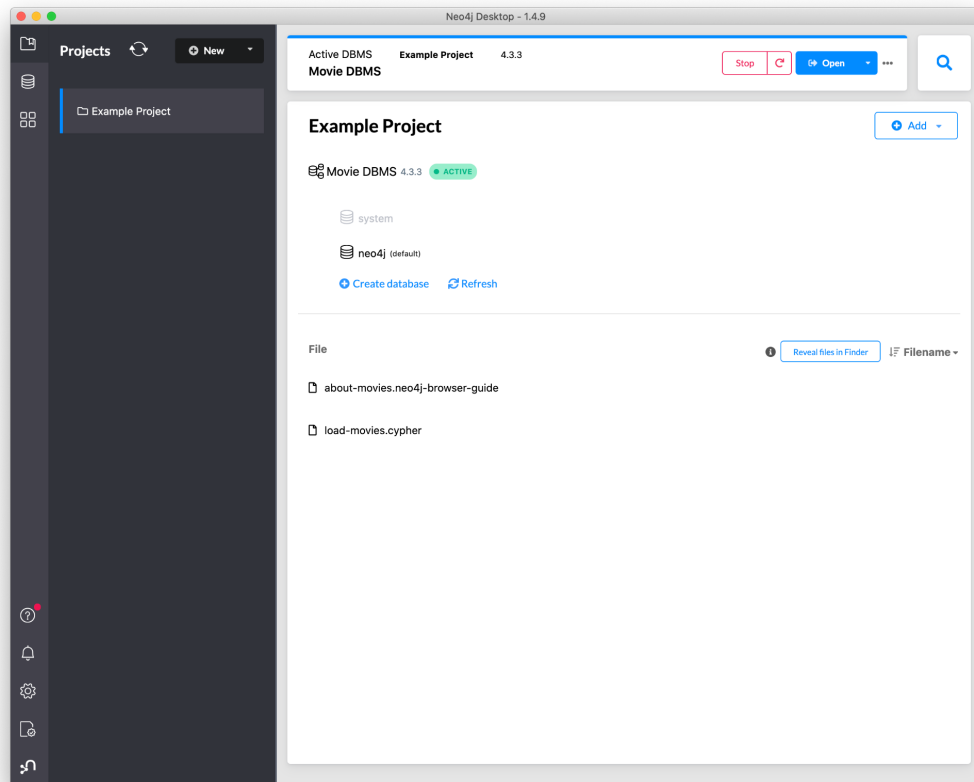 Neo4j Desktop - 1.4.9
Projects
New
Example Project
Active DBMS Example Project 4.3.3
Movie DBMS
Stop
Open
Example Project
Add
Movie DBMS 4.3.3 ACTIVE
system
neo4j (default)
Create database Refresh
File
Reveal files in Finder
Filename
about-movies.neo4j-browser-guide
load-movies.cypher